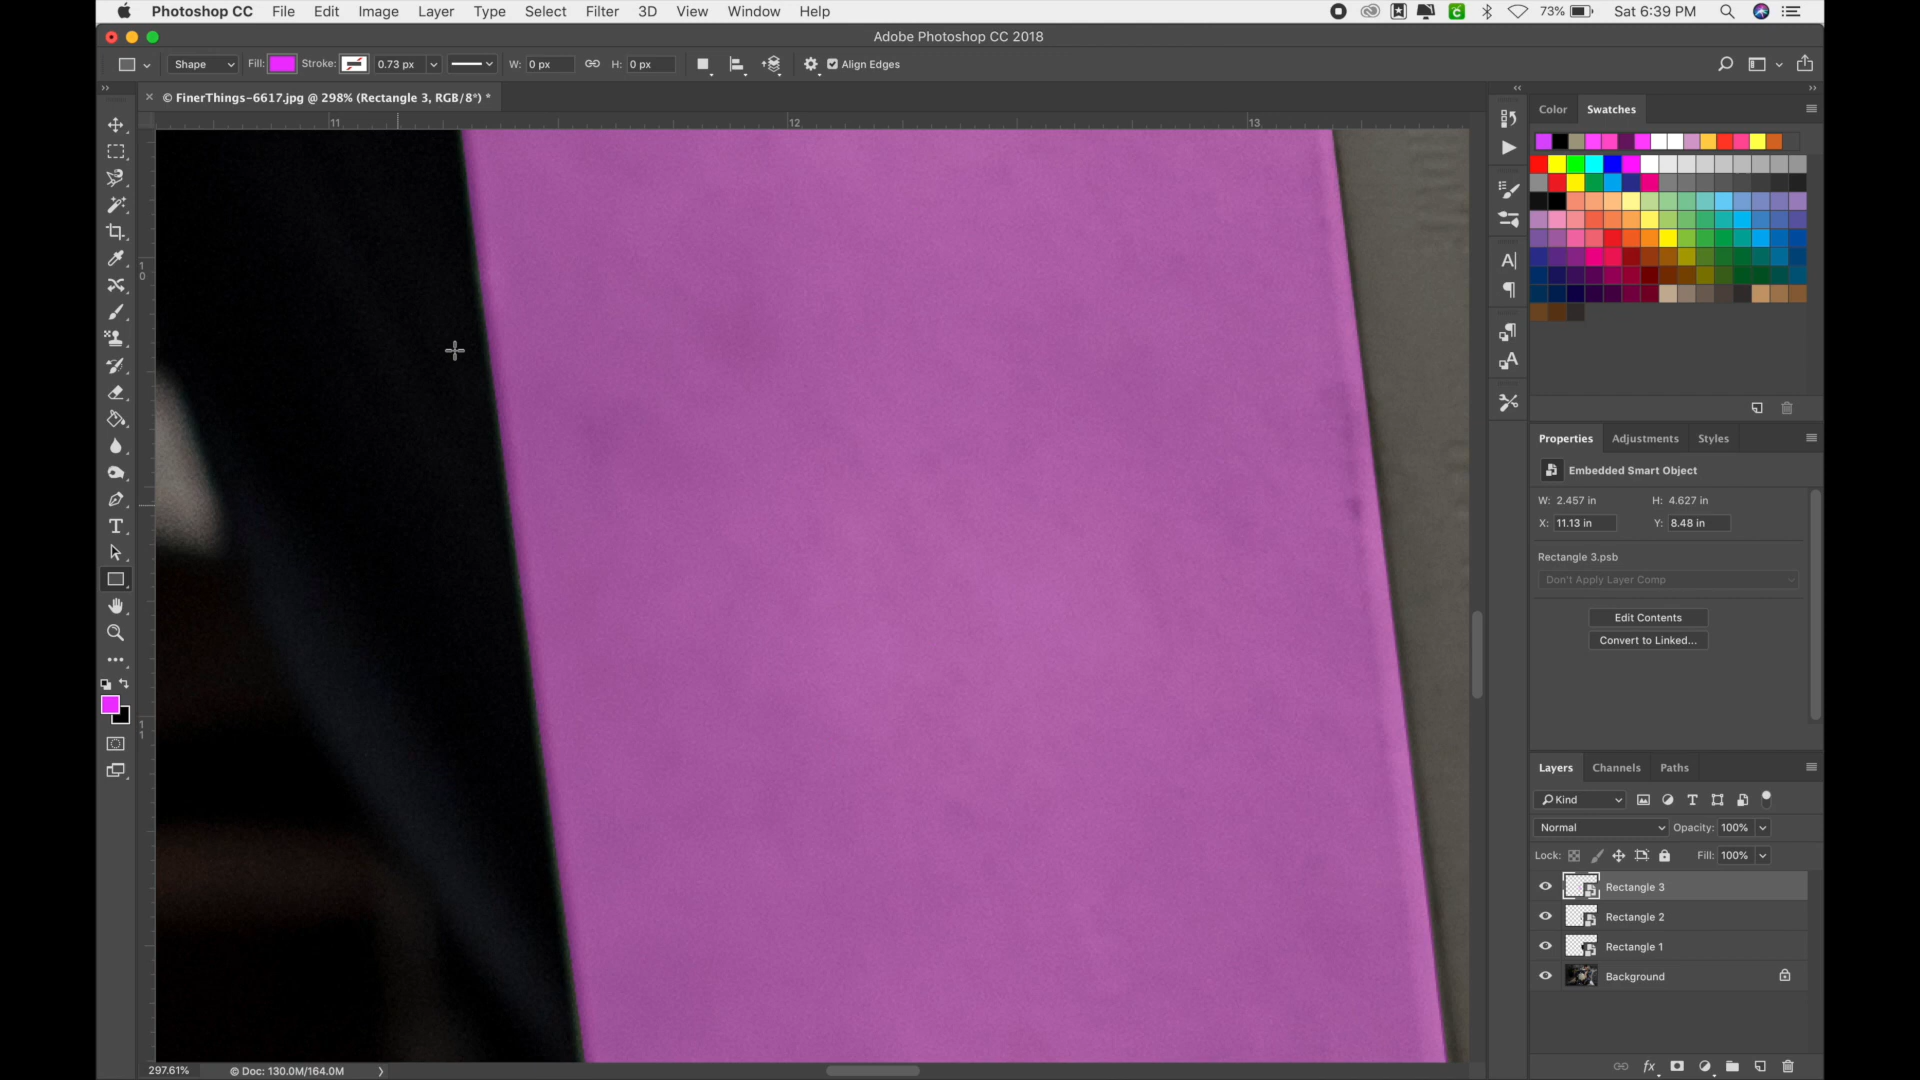 Photoshop CC File Edit Image Layer Type Select Filter 3D View Window Help 73% Sat 6:39 PM
Adobe Photoshop CC 2018
Shape Fill: Stroke: 0.73 px W: 0 px H: 0 px Align Edges
× © FinerThings-6617.jpg @ 298% (Rectangle 3, RGB/8*) *
11 12 13
10
11
Color Swatches
Properties Adjustments Styles
Embedded Smart Object
W: 2.457 in H: 4.627 in
X: 11.13 in Y: 8.48 in
Rectangle 3.psb
Don't Apply Layer Comp
Edit Contents
Convert to Linked...
Layers Channels Paths
Kind
Normal Opacity: 100%
Lock: Fill: 100%
Rectangle 3
Rectangle 2
Rectangle 1
Background
fx
297.61% © Doc: 130.0M/164.0M